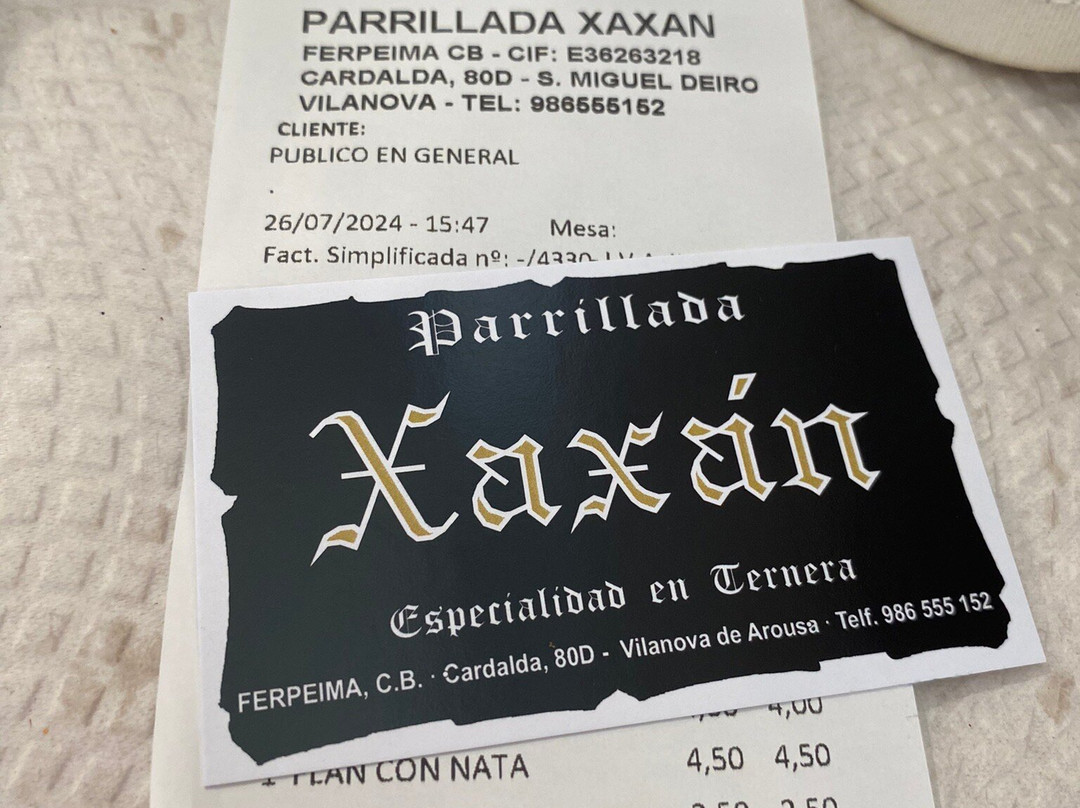 PARRILLADA XAXAN
FERPEIMA CB - CIF: E36263218
CARDALDA, 80D - S. MIGUEL DEIRO
VILANOVA - TEL: 986555152
CLIENTE:
PUBLICO EN GENERAL
.
26/07/2024 - 15:47 Mesa:
Fact. Simplificada nº: -/4330-
Parrillada
Xaxán
Especialidad en Ternera
FERPEIMA, C.B. · Cardalda, 80D - Vilanova de Arousa · Telf. 986 555 152
4,00
1 FLAN CON NATA 4,50 4,50